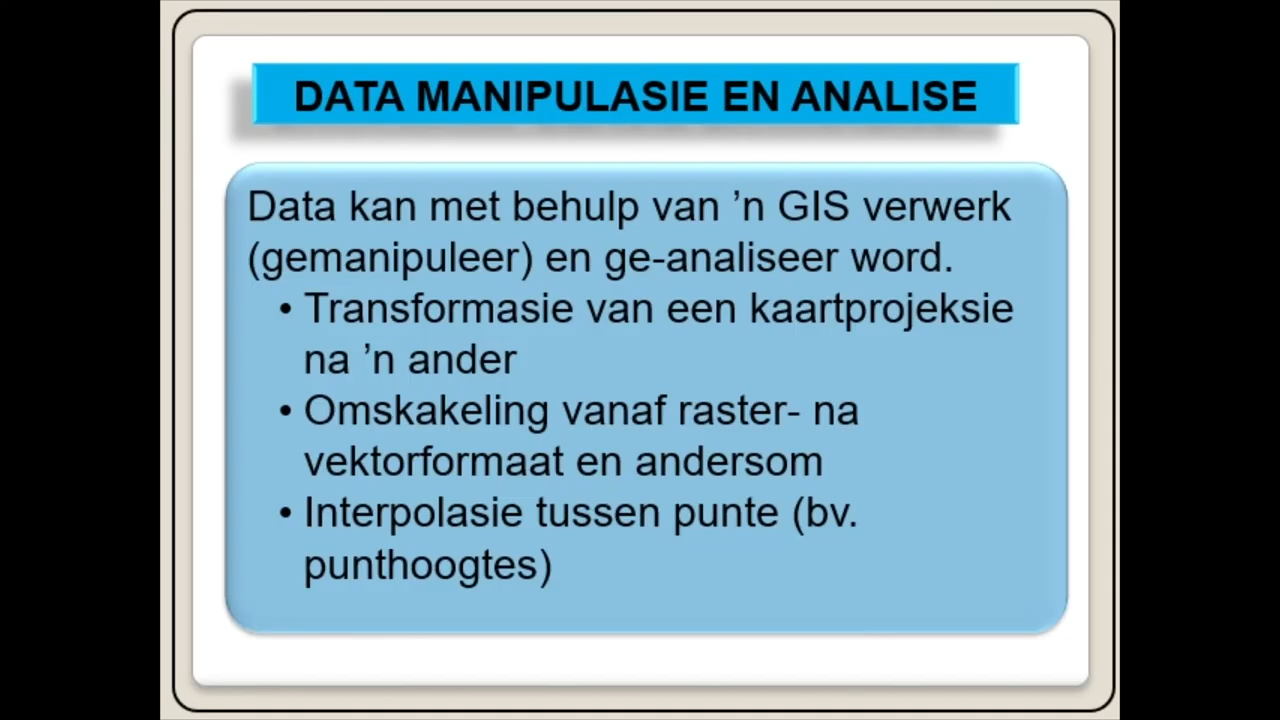 DATA MANIPULASIE EN ANALISE
Data kan met behulp van ’n GIS verwerk
(gemanipuleer) en ge-analiseer word.
• Transformasie van een kaartprojeksie
na ’n ander
• Omskakeling vanaf raster- na
vektorformaat en andersom
• Interpolasie tussen punte (bv.
punthoogtes)